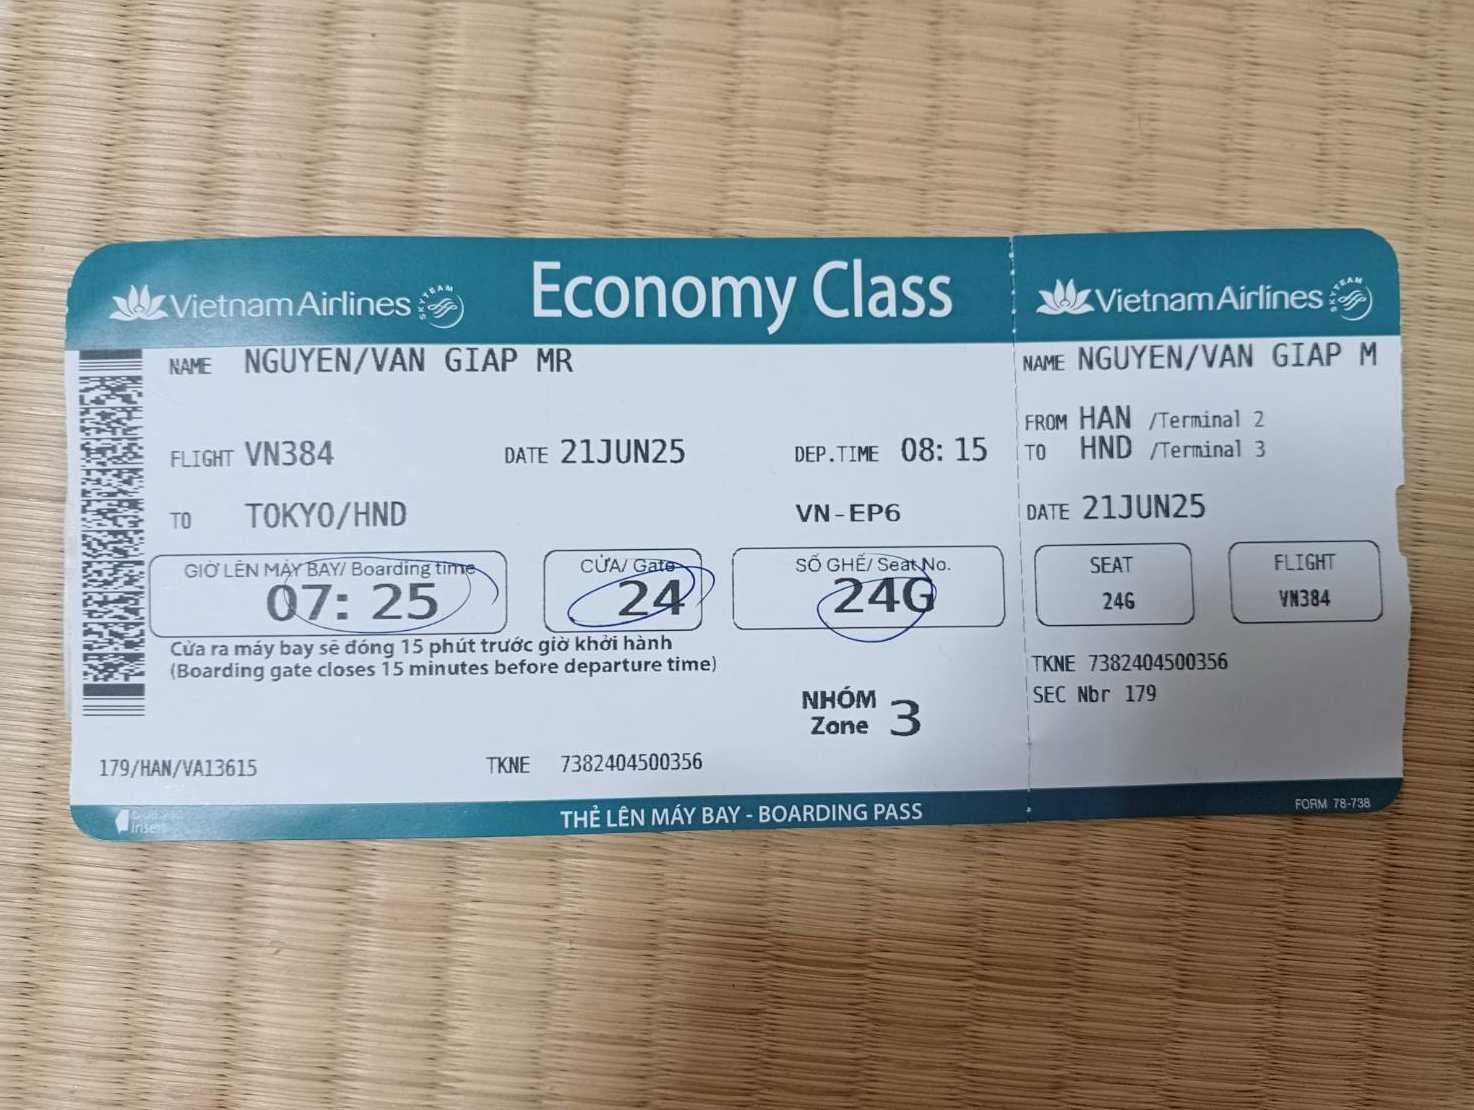 Vietnam Airlines SKYTEAM
Economy Class
NAME NGUYEN/VAN GIAP MR
FLIGHT VN384 DATE 21JUN25 DEP.TIME 08: 15
TO TOKYO/HND VN-EP6
GIỜ LÊN MÁY BAY/ Boarding time
07: 25
CỬA/ Gate
24
SỐ GHẾ/ Seat No.
24G
Cửa ra máy bay sẽ đóng 15 phút trước giờ khởi hành
(Boarding gate closes 15 minutes before departure time)
NHÓM
Zone 3
179/HAN/VA13615 TKNE 7382404500356
THẺ LÊN MÁY BAY - BOARDING PASS
Vietnam Airlines SKYTEAM
NAME NGUYEN/VAN GIAP M
FROM HAN /Terminal 2
TO HND /Terminal 3
DATE 21JUN25
SEAT
24G
FLIGHT
VN384
TKNE 7382404500356
SEC Nbr 179
FORM 78-738